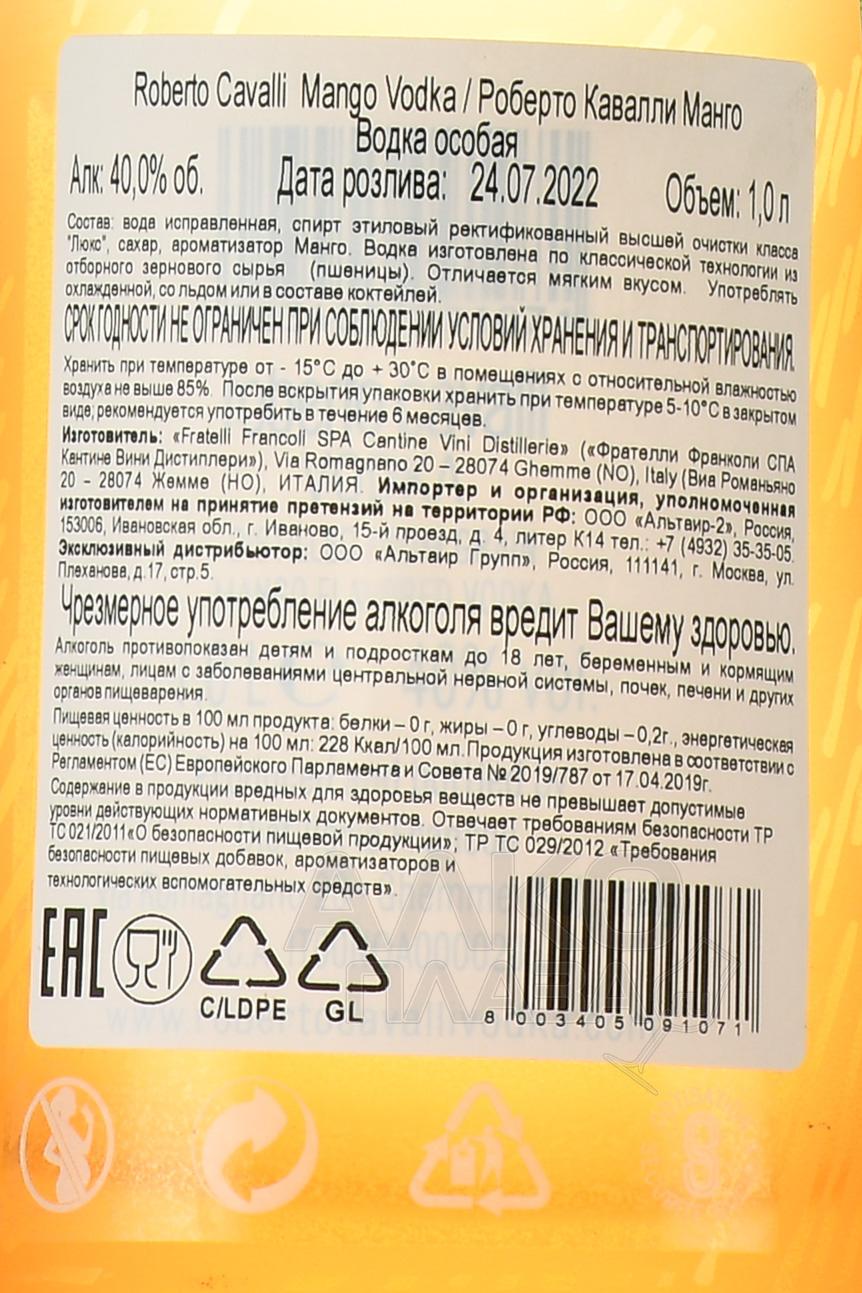 Roberto Cavalli Mango Vodka / Роберто Кавалли Манго
Водка особая
Алк: 40,0% об. Дата розлива: 24.07.2022 Объем: 1,0 л
Состав: вода исправленная, спирт этиловый ректификованный высшей очистки класса
"Люкс", сахар, ароматизатор Манго. Водка изготовлена по классической технологии из
отборного зернового сырья (пшеницы). Отличается мягким вкусом. Употреблять
охлажденной, со льдом или в составе коктейлей.
СРОК ГОДНОСТИ НЕ ОГРАНИЧЕН ПРИ СОБЛЮДЕНИИ УСЛОВИЙ ХРАНЕНИЯ И ТРАНСПОРТИРОВАНИЯ.
Хранить при температуре от - 15°С до + 30°С в помещениях с относительной влажностью
воздуха не выше 85%. После вскрытия упаковки хранить при температуре 5-10°С в закрытом
виде; рекомендуется употребить в течение 6 месяцев.
Изготовитель: «Fratelli Francoli SPA Cantine Vini Distillerie» («Фрателли Франколи СПА
Кантине Вини Дистиллери»), Via Romagnano 20 – 28074 Ghemme (NO), Italy (Виа Романьяно
20 - 28074 Жемме (НО), ИТАЛИЯ. Импортер и организация, уполномоченная
изготовителем на принятие претензий на территории РФ: ООО «Альтаир-2», Россия,
153006, Ивановская обл., г. Иваново, 15-й проезд, д. 4, литер К14 тел.: +7 (4932) 35-35-05.
Эксклюзивный дистрибьютор: ООО «Альтаир Групп», Россия, 111141, г. Москва, ул.
Плеханова, д.17, стр.5.
Чрезмерное употребление алкоголя вредит Вашему здоровью.
Алкоголь противопоказан детям и подросткам до 18 лет, беременным и кормящим
женщинам, лицам с заболеваниями центральной нервной системы, почек, печени и других
органов пищеварения.
Пищевая ценность в 100 мл продукта: белки – 0 г, жиры – 0 г, углеводы – 0,2г., энергетическая
ценность (калорийность) на 100 мл: 228 Ккал/100 мл. Продукция изготовлена в соответствии с
Регламентом (ЕС) Европейского Парламента и Совета № 2019/787 от 17.04.2019г.
Содержание в продукции вредных для здоровья веществ не превышает допустимые
уровни действующих нормативных документов. Отвечает требованиям безопасности ТР
ТС 021/2011«О безопасности пищевой продукции»; ТР ТС 029/2012 «Требования
безопасности пищевых добавок, ароматизаторов и
технологических вспомогательных средств».
EAC
C/LDPE GL
8 003405 091071
АЛКО
ПЛАЗА